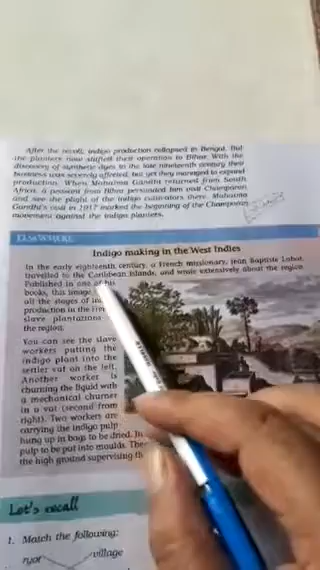 After the revolt, indigo production collapsed in Bengal. But
the planters now shifted their operation to Bihar. With the
discovery of synthetic dyes in the late nineteenth century their
business was severely affected, but yet they managed to expand
production. When Mahatma Gandhi returned from South
Africa, a peasant from Bihar persuaded him to visit Champaran
and see the plight of the indigo cultivators there. Mahatma
Gandhi's visit in 1917 marked the beginning of the Champaran
movement against the indigo planters.
ELSEWHERE
Indigo making in the West Indies
In the early eighteenth century, a French missionary, Jean Baptiste Labat,
travelled to the Caribbean islands, and wrote extensively about the region.
Published in one of his
books, this image
all the stages of
production in the
slave plantations
the region.
You can see the slave
workers putting the
indigo plant into the
settler vat on the left.
Another worker is
churning the liquid with
a mechanical churner
in a vat (second from
right). Two workers are
carrying the indigo pulp
hung up in bags to be dried. In
pulp to be put into moulds. The
the high ground supervising th
Let's recall
1. Match the following:
ryot village